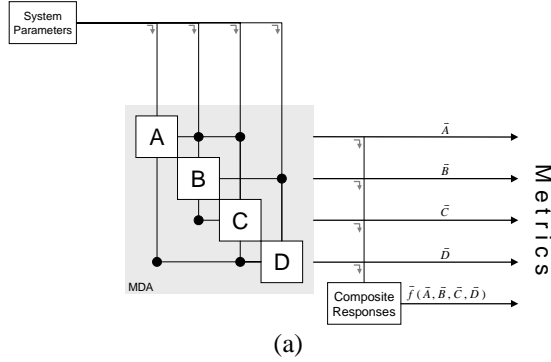 System
Parameters
A
B
C
D
MDA
Ā
B̄
C̄
D̄
Composite
Responses
f̄ (Ā, B̄, C̄, D̄)
Metrics
(a)